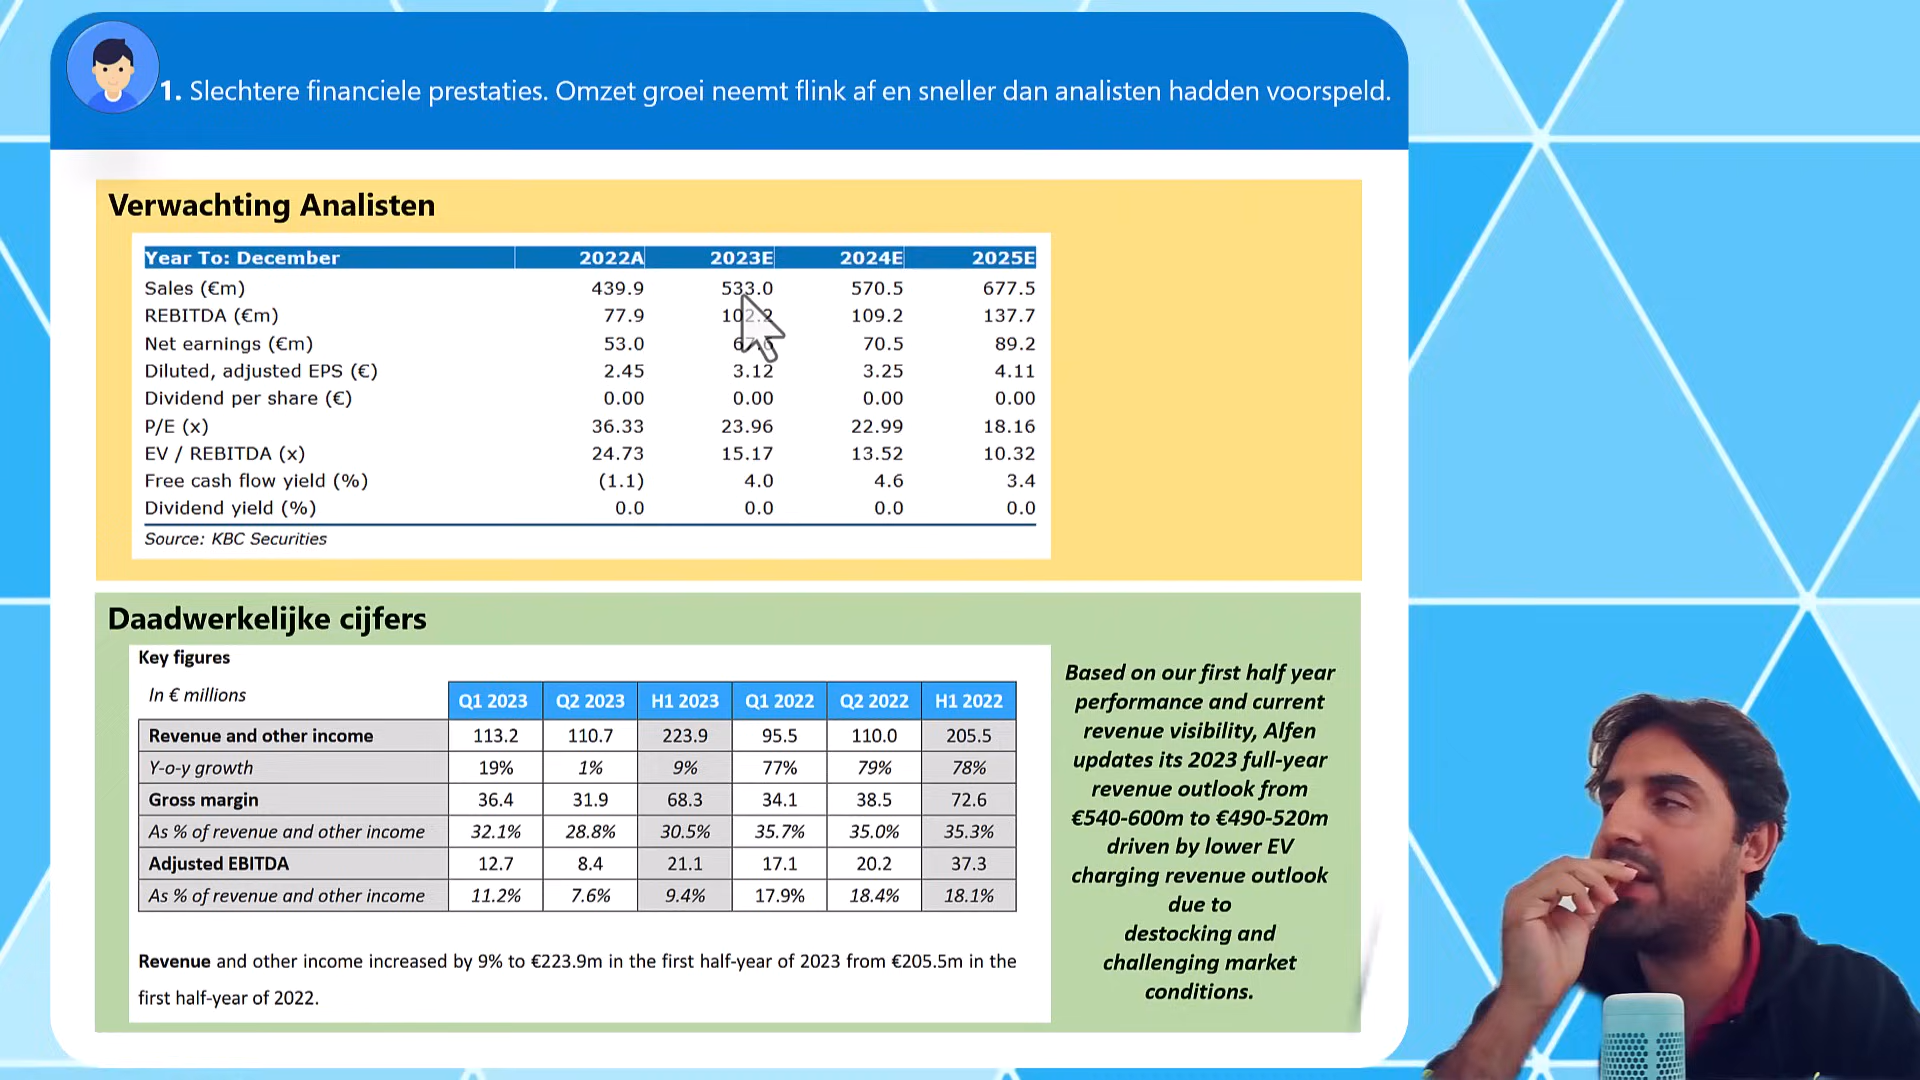 1. Slechtere financiele prestaties. Omzet groei neemt flink af en sneller dan analisten hadden voorspeld.
Verwachting Analisten
Year To: December 2022A 2023E 2024E 2025E
Sales (€m) 439.9 533.0 570.5 677.5
REBITDA (€m) 77.9 102.2 109.2 137.7
Net earnings (€m) 53.0 70.5 89.2
Diluted, adjusted EPS (€) 2.45 3.12 3.25 4.11
Dividend per share (€) 0.00 0.00 0.00 0.00
P/E (x) 36.33 23.96 22.99 18.16
EV / REBITDA (x) 24.73 15.17 13.52 10.32
Free cash flow yield (%) (1.1) 4.0 4.6 3.4
Dividend yield (%) 0.0 0.0 0.0 0.0
Source: KBC Securities
Daadwerkelijke cijfers
Key figures
In € millions Q1 2023 Q2 2023 H1 2023 Q1 2022 Q2 2022 H1 2022
Revenue and other income 113.2 110.7 223.9 95.5 110.0 205.5
Y-o-y growth 19% 1% 9% 77% 79% 78%
Gross margin 36.4 31.9 68.3 34.1 38.5 72.6
As % of revenue and other income 32.1% 28.8% 30.5% 35.7% 35.0% 35.3%
Adjusted EBITDA 12.7 8.4 21.1 17.1 20.2 37.3
As % of revenue and other income 11.2% 7.6% 9.4% 17.9% 18.4% 18.1%
Revenue and other income increased by 9% to €223.9m in the first half-year of 2023 from €205.5m in the
first half-year of 2022.
Based on our first half year
performance and current
revenue visibility, Alfen
updates its 2023 full-year
revenue outlook from
€540-600m to €490-520m
driven by lower EV
charging revenue outlook
due to
destocking and
challenging market
conditions.